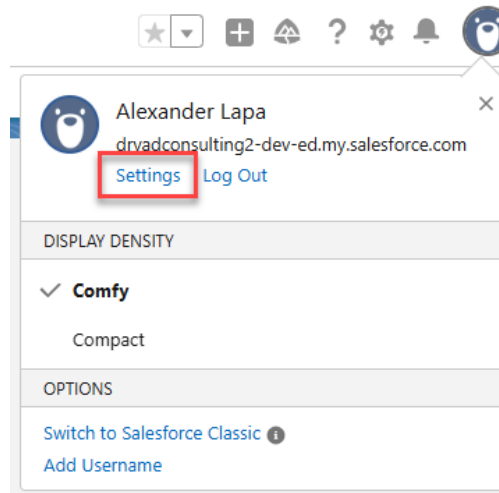 Alexander Lapa
dryadconsulting2-dev-ed.my.salesforce.com
Settings Log Out
DISPLAY DENSITY
Comfy
Compact
OPTIONS
Switch to Salesforce Classic
Add Username